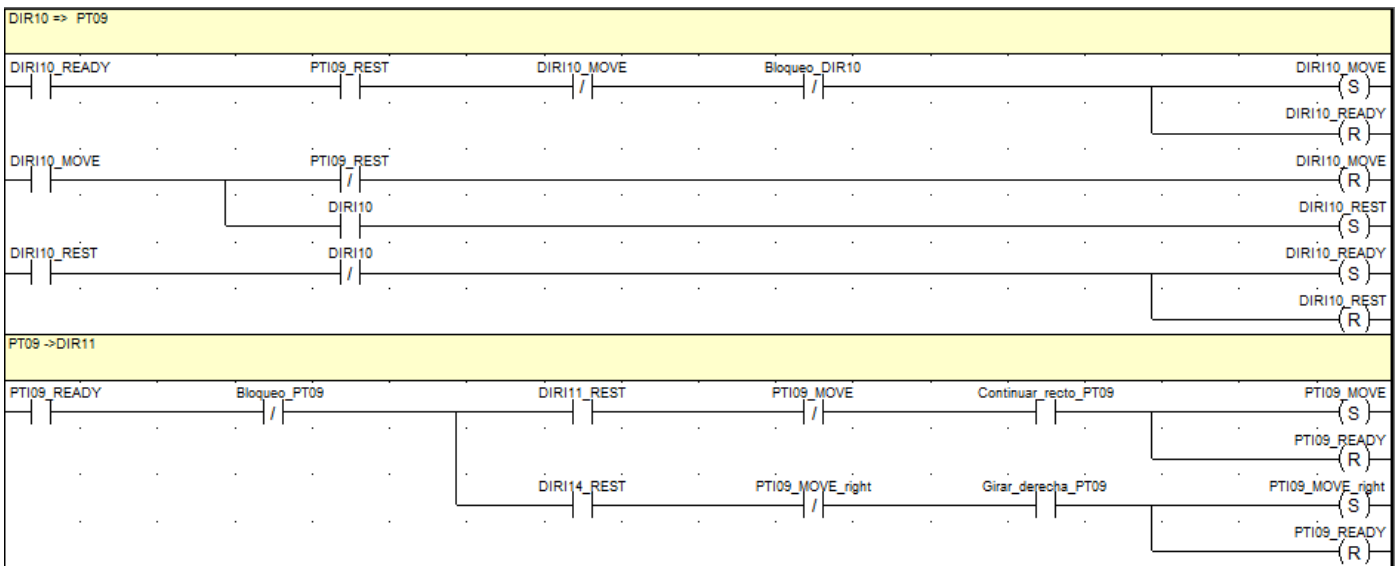 DIR10 => PT09
DIRI10_READY PTI09_REST DIRI10_MOVE Bloqueo_DIR10 DIRI10_MOVE
/ / S
DIRI10_READY
R
DIRI10_MOVE PTI09_REST DIRI10_MOVE
/ R
DIRI10 DIRI10_REST
S
DIRI10_REST DIRI10 DIRI10_READY
/ S
DIRI10_REST
R
PT09 ->DIR11
PTI09_READY Bloqueo_PT09 DIRI11_REST PTI09_MOVE Continuar_recto_PT09 PTI09_MOVE
/ / S
PTI09_READY
R
DIRI14_REST PTI09_MOVE_right Girar_derecha_PT09 PTI09_MOVE_right
/ S
PTI09_READY
R